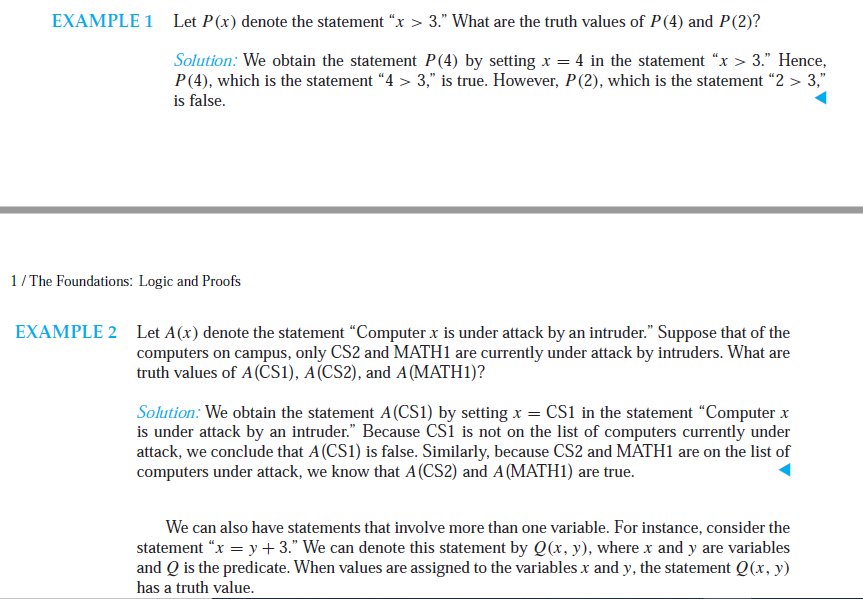 EXAMPLE 1 Let P(x) denote the statement “x > 3.” What are the truth values of P(4) and P(2)?
Solution: We obtain the statement P(4) by setting x = 4 in the statement “x > 3.” Hence,
P(4), which is the statement “4 > 3,” is true. However, P(2), which is the statement “2 > 3,”
is false.
1 / The Foundations: Logic and Proofs
EXAMPLE 2 Let A(x) denote the statement “Computer x is under attack by an intruder.” Suppose that of the
computers on campus, only CS2 and MATH1 are currently under attack by intruders. What are
truth values of A(CS1), A(CS2), and A(MATH1)?
Solution: We obtain the statement A(CS1) by setting x = CS1 in the statement “Computer x
is under attack by an intruder.” Because CS1 is not on the list of computers currently under
attack, we conclude that A(CS1) is false. Similarly, because CS2 and MATH1 are on the list of
computers under attack, we know that A(CS2) and A(MATH1) are true.
We can also have statements that involve more than one variable. For instance, consider the
statement “x = y + 3.” We can denote this statement by Q(x, y), where x and y are variables
and Q is the predicate. When values are assigned to the variables x and y, the statement Q(x, y)
has a truth value.